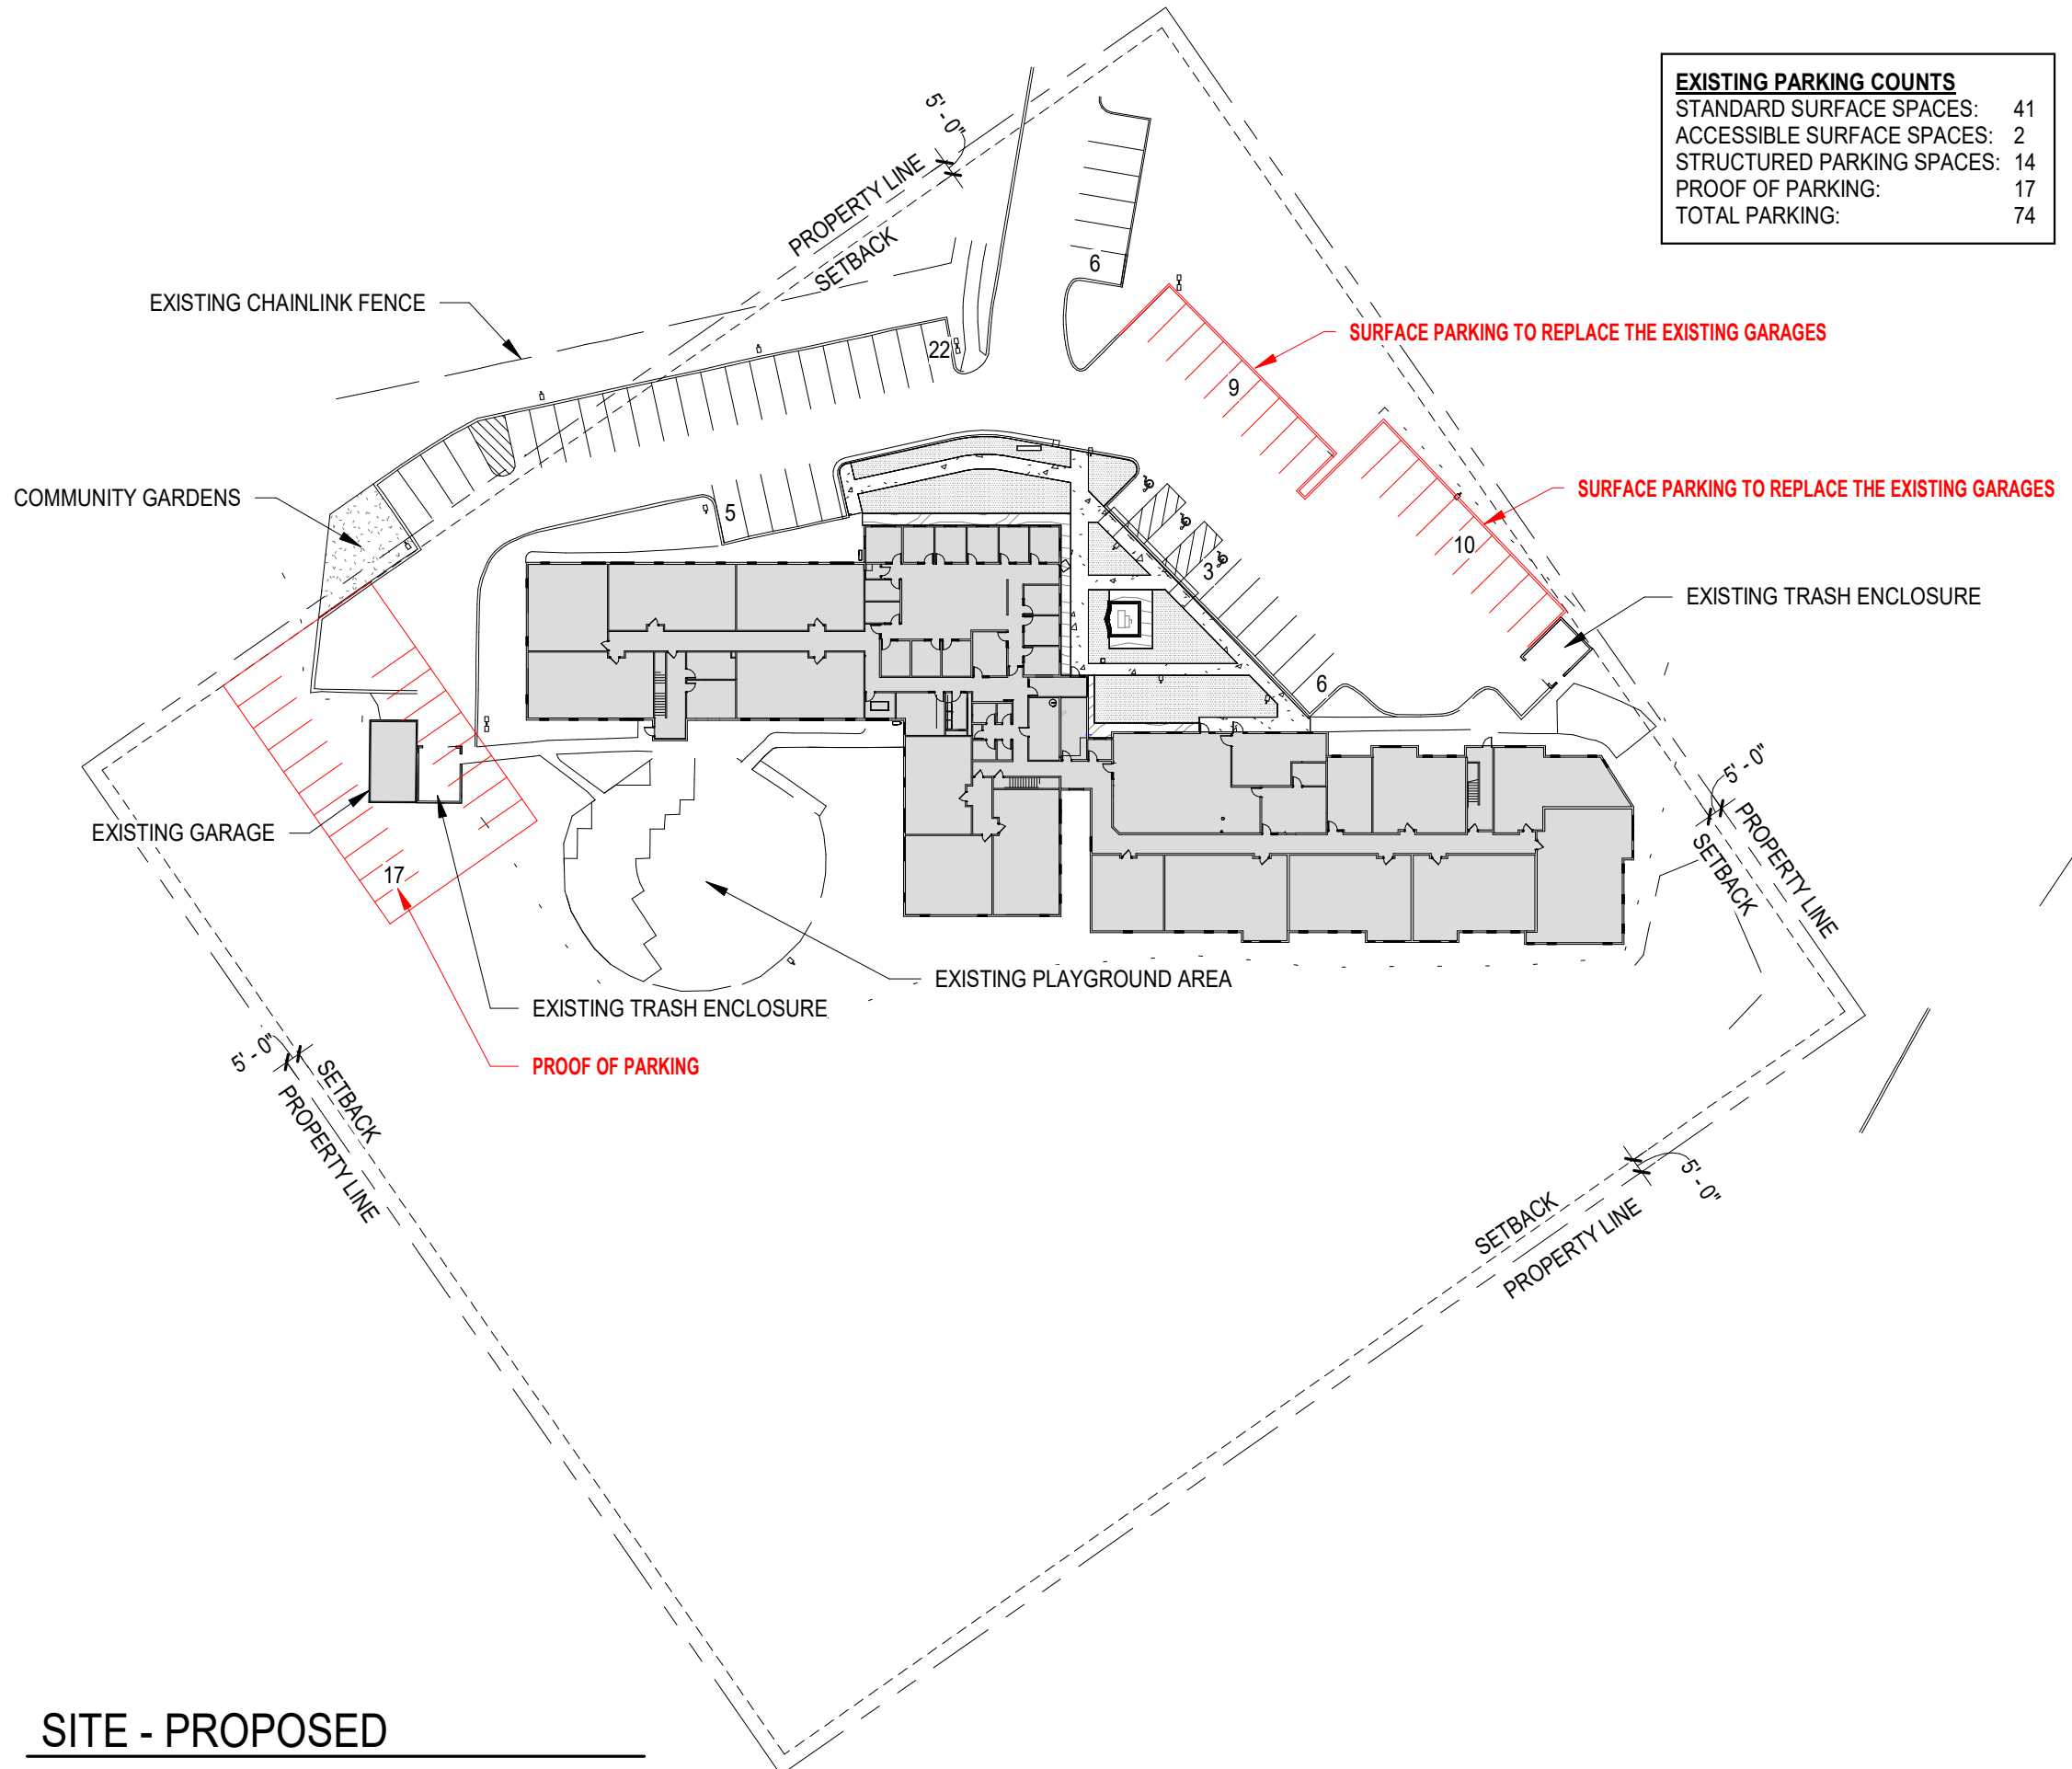 EXISTING PARKING COUNTS
STANDARD SURFACE SPACES: 41
ACCESSIBLE SURFACE SPACES: 2
STRUCTURED PARKING SPACES: 14
PROOF OF PARKING: 17
TOTAL PARKING: 74
5' - 0"
PROPERTY LINE
SETBACK
6
EXISTING CHAINLINK FENCE
SURFACE PARKING TO REPLACE THE EXISTING GARAGES
22
9
COMMUNITY GARDENS
SURFACE PARKING TO REPLACE THE EXISTING GARAGES
5
10
3
EXISTING TRASH ENCLOSURE
6
5' - 0"
PROPERTY LINE
SETBACK
EXISTING GARAGE
17
EXISTING PLAYGROUND AREA
EXISTING TRASH ENCLOSURE
PROOF OF PARKING
5' - 0"
SETBACK
PROPERTY LINE
5' - 0"
SETBACK
PROPERTY LINE
SITE - PROPOSED